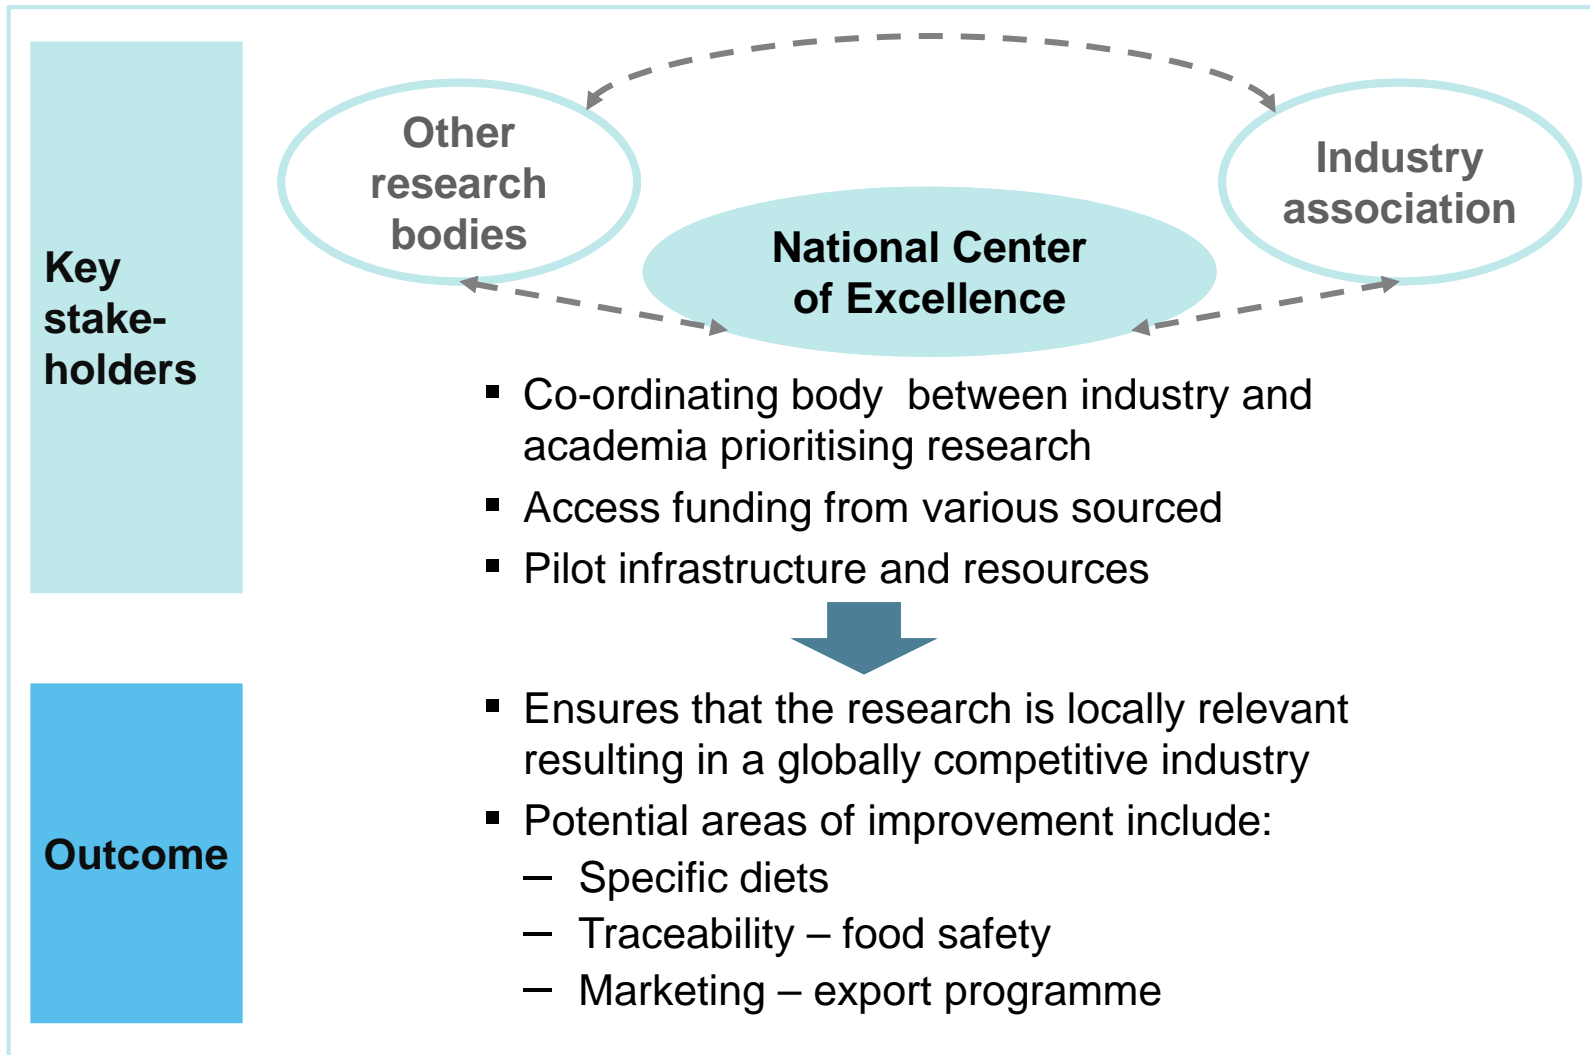 Key
stake-
holders
Other
research
bodies
Industry
association
National Center
of Excellence
▪ Co-ordinating body  between industry and
academia prioritising research
▪ Access funding from various sourced
▪ Pilot infrastructure and resources
Outcome
▪ Ensures that the research is locally relevant
resulting in a globally competitive industry
▪ Potential areas of improvement include:
─ Specific diets
─ Traceability – food safety
─ Marketing – export programme